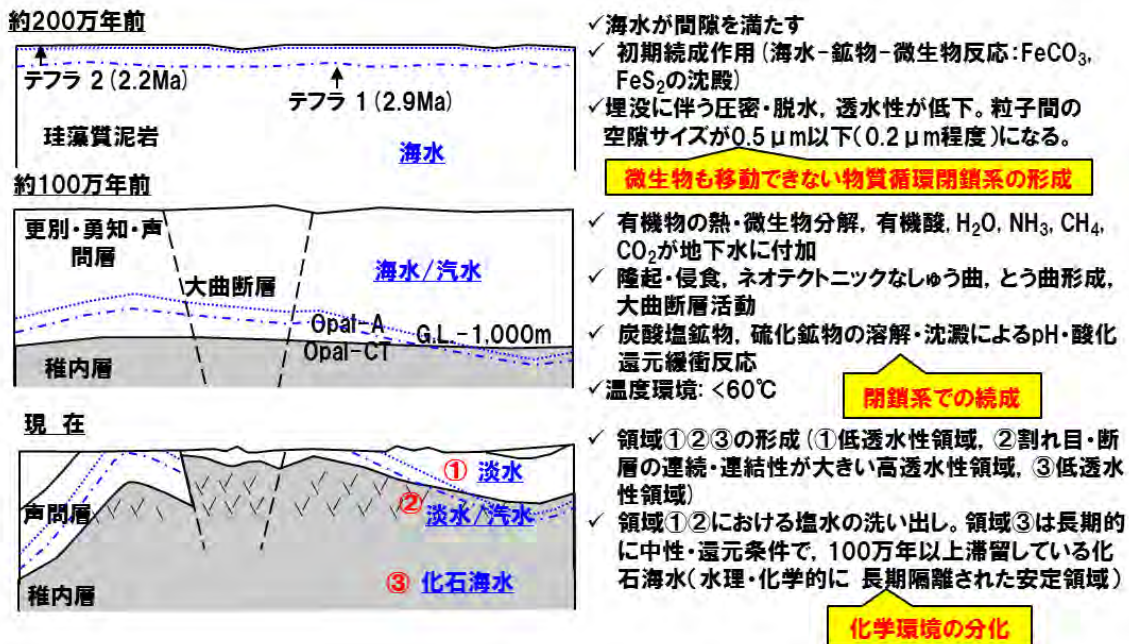 約200万年前
テフラ 2 (2.2Ma)
テフラ 1 (2.9Ma)
珪藻質泥岩
海水
✓海水が間隙を満たす
✓ 初期続成作用 (海水-鉱物-微生物反応:FeCO₃,
FeS₂の沈殿)
✓埋没に伴う圧密・脱水, 透水性が低下。粒子間の
空隙サイズが0.5μm以下(0.2μm程度)になる。
微生物も移動できない物質循環閉鎖系の形成
約100万年前
更別・勇知・声
問層
大曲断層
海水/汽水
Opal-A
G.L. -1,000m
Opal-CT
稚内層
✓ 有機物の熱・微生物分解, 有機酸, H₂O, NH₃, CH₄,
CO₂が地下水に付加
✓ 隆起・侵食, ネオテクトニックなしゅう曲, とう曲形成,
大曲断層活動
✓ 炭酸塩鉱物, 硫化鉱物の溶解・沈澱によるpH・酸化
還元緩衝反応
✓温度環境: <60℃
閉鎖系での続成
現 在
① 淡水
②
淡水/汽水
声問層
③ 化石海水
稚内層
✓ 領域①②③の形成 (①低透水性領域, ②割れ目・断
層の連続・連結性が大きい高透水性領域, ③低透水
性領域)
✓ 領域①②における塩水の洗い出し。領域③は長期的
に中性・還元条件で, 100万年以上滞留している化
石海水(水理・化学的に 長期隔離された安定領域)
化学環境の分化